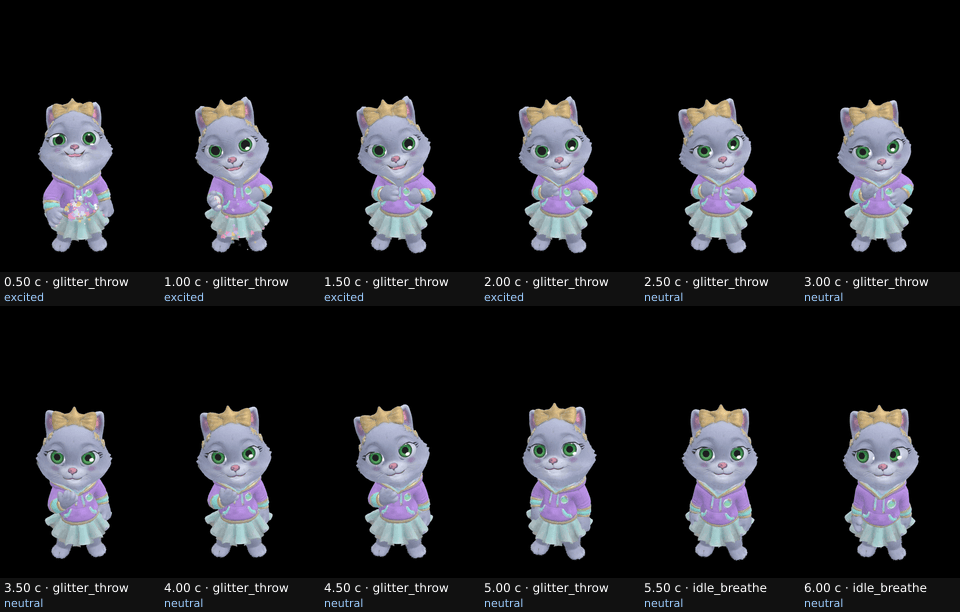 0.50 c · glitter_throw
excited
1.00 c · glitter_throw
excited
1.50 c · glitter_throw
excited
2.00 c · glitter_throw
excited
2.50 c · glitter_throw
neutral
3.00 c · glitter_throw
neutral
3.50 c · glitter_throw
neutral
4.00 c · glitter_throw
neutral
4.50 c · glitter_throw
neutral
5.00 c · glitter_throw
neutral
5.50 c · idle_breathe
neutral
6.00 c · idle_breathe
neutral